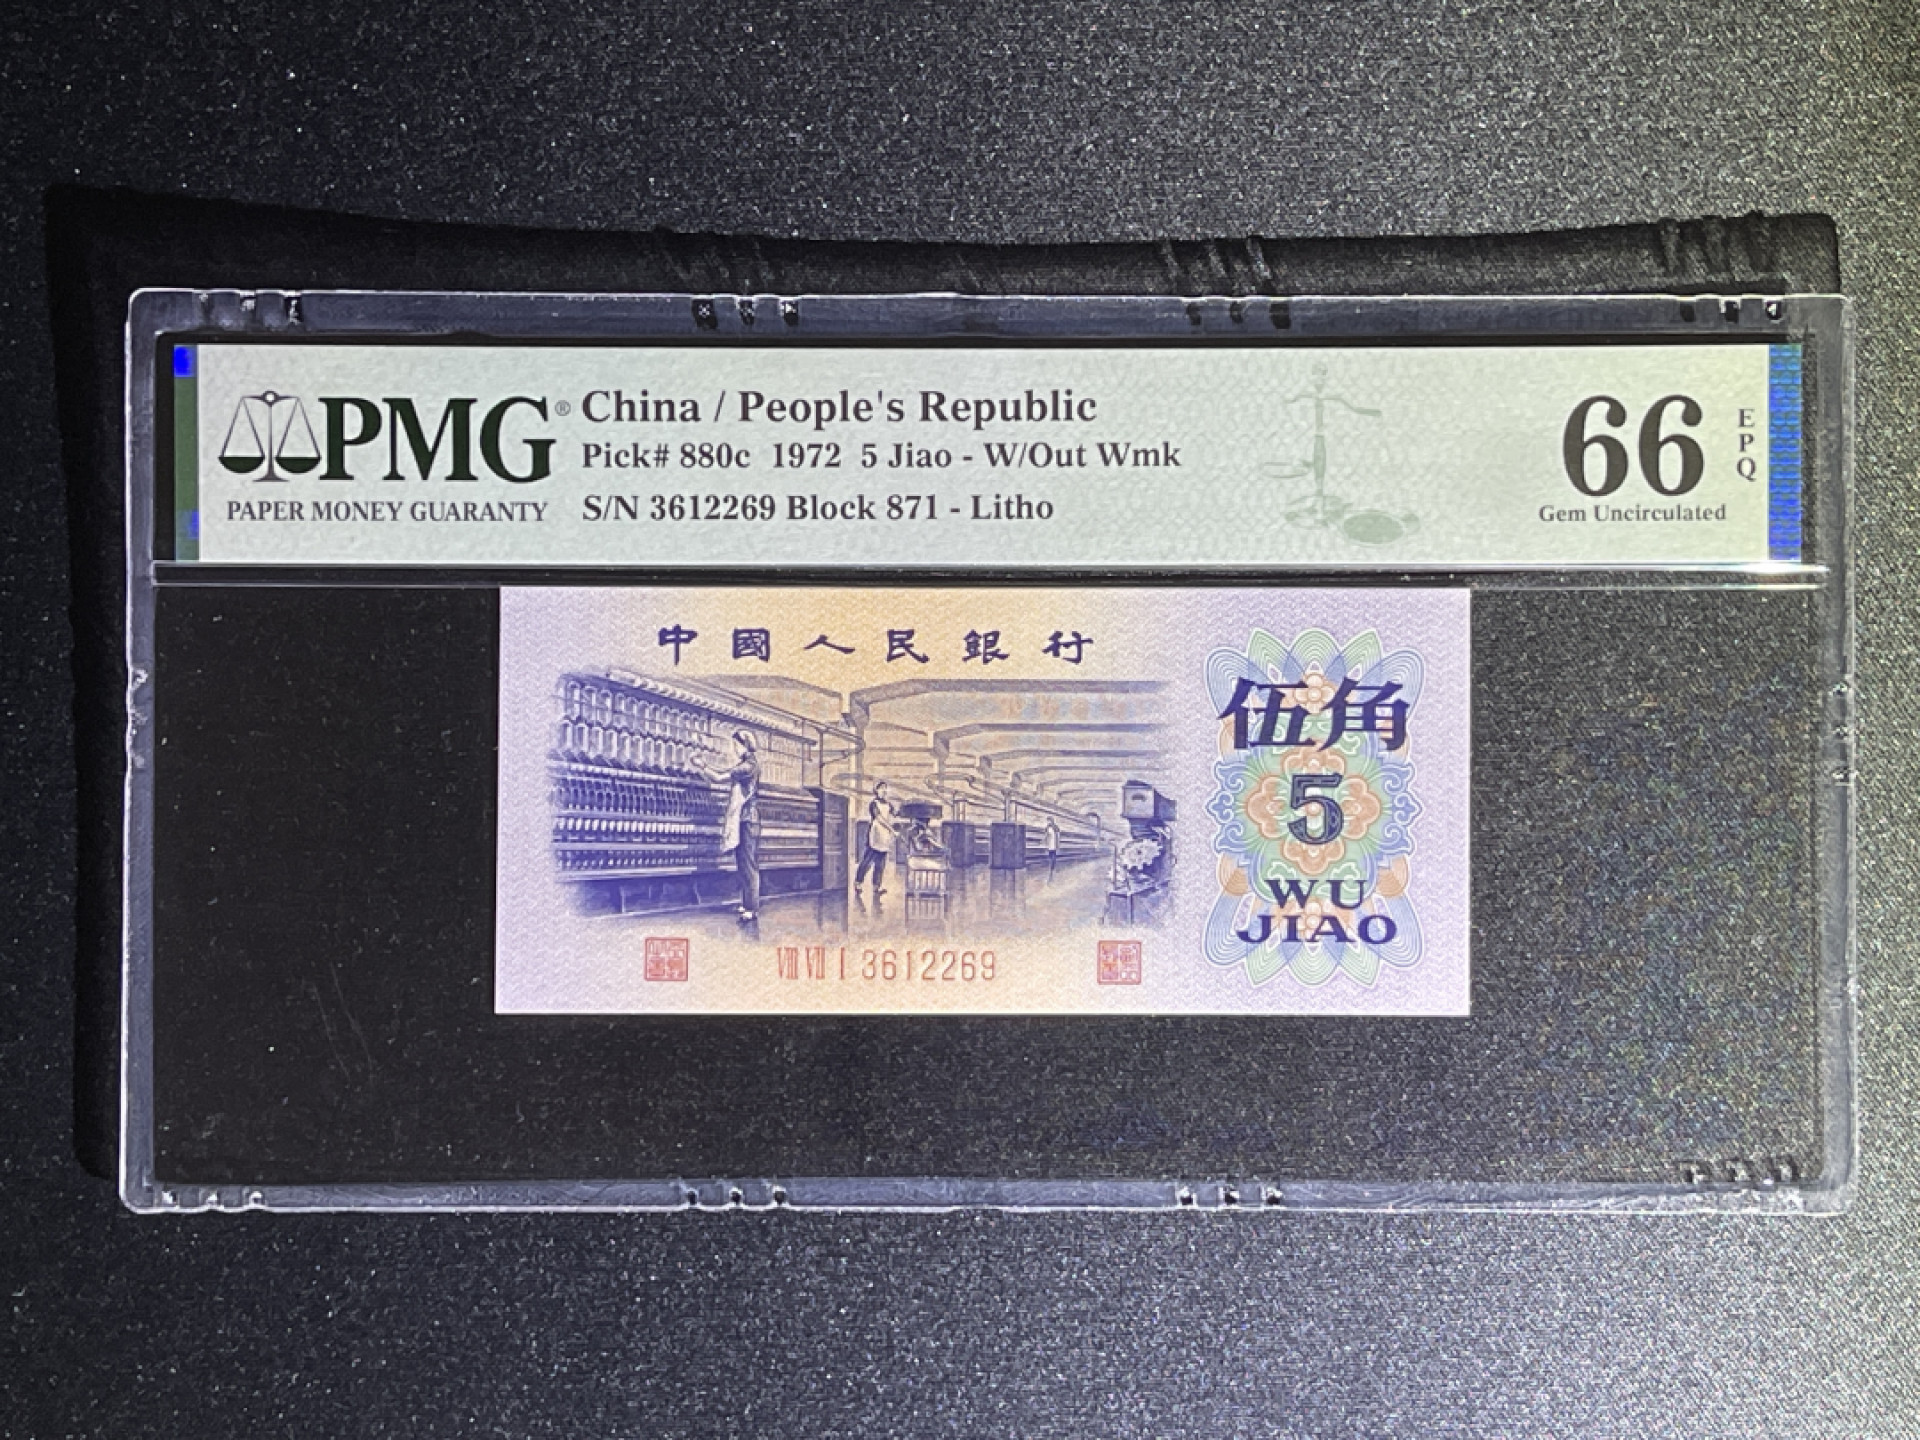 PMG®
PAPER MONEY GUARANTY
China / People's Republic
Pick# 880c 1972 5 Jiao - W/Out Wmk
S/N 3612269 Block 871 - Litho
66
EPQ
Gem Uncirculated
中國人民銀行
伍角
5
WU
JIAO
VIII VII I 3612269